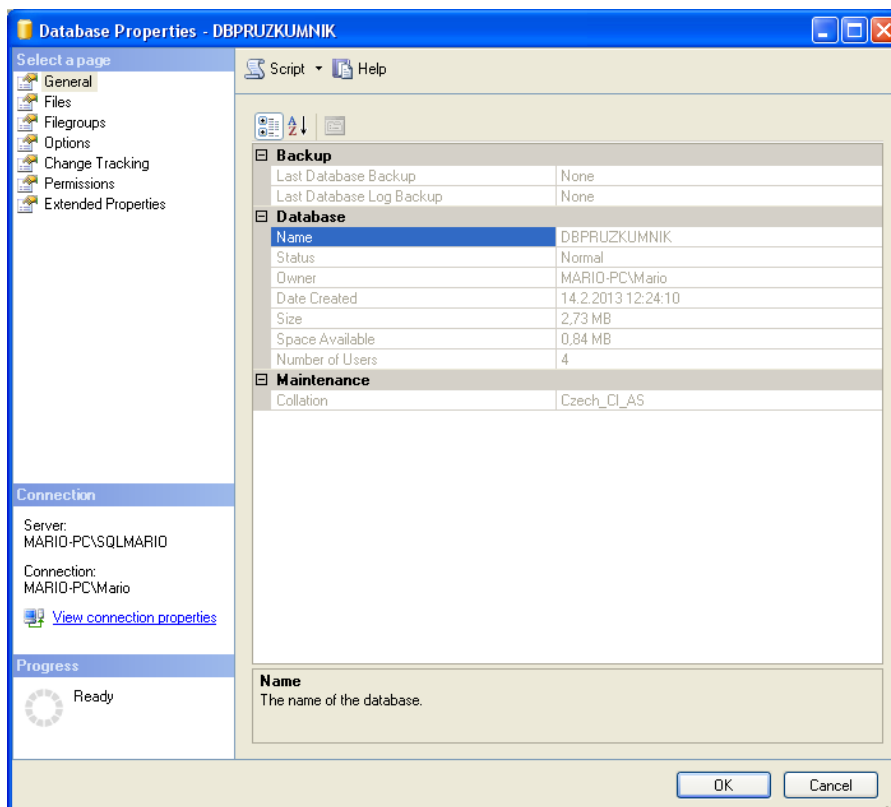 Database Properties - DBPRUZKUMNIK
Select a page
General
Files
Filegroups
Options
Change Tracking
Permissions
Extended Properties
Script Help
Backup
Last Database Backup None
Last Database Log Backup None
Database
Name DBPRUZKUMNIK
Status Normal
Owner MARIO-PC\Mario
Date Created 14.2.2013 12:24:10
Size 2,73 MB
Space Available 0,84 MB
Number of Users 4
Maintenance
Collation Czech_CI_AS
Connection
Server:
MARIO-PC\SQLMARIO
Connection:
MARIO-PC\Mario
View connection properties
Progress
Ready
Name
The name of the database.
OK Cancel